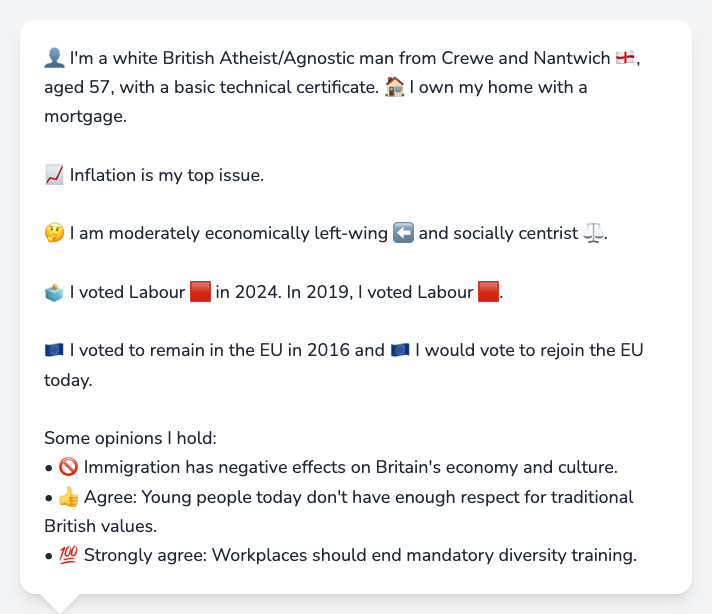 👤 I'm a white British Atheist/Agnostic man from Crewe and Nantwich 🏴󠁧󠁢󠁥󠁮󠁧󠁿,
aged 57, with a basic technical certificate. 🏠 I own my home with a
mortgage.
📈 Inflation is my top issue.
🤔 I am moderately economically left-wing ⬅️ and socially centrist ⚖️.
🗳️ I voted Labour 🟥 in 2024. In 2019, I voted Labour 🟥.
🇪🇺 I voted to remain in the EU in 2016 and 🇪🇺 I would vote to rejoin the EU
today.
Some opinions I hold:
• 🚫 Immigration has negative effects on Britain's economy and culture.
• 👍 Agree: Young people today don't have enough respect for traditional
British values.
• 💯 Strongly agree: Workplaces should end mandatory diversity training.